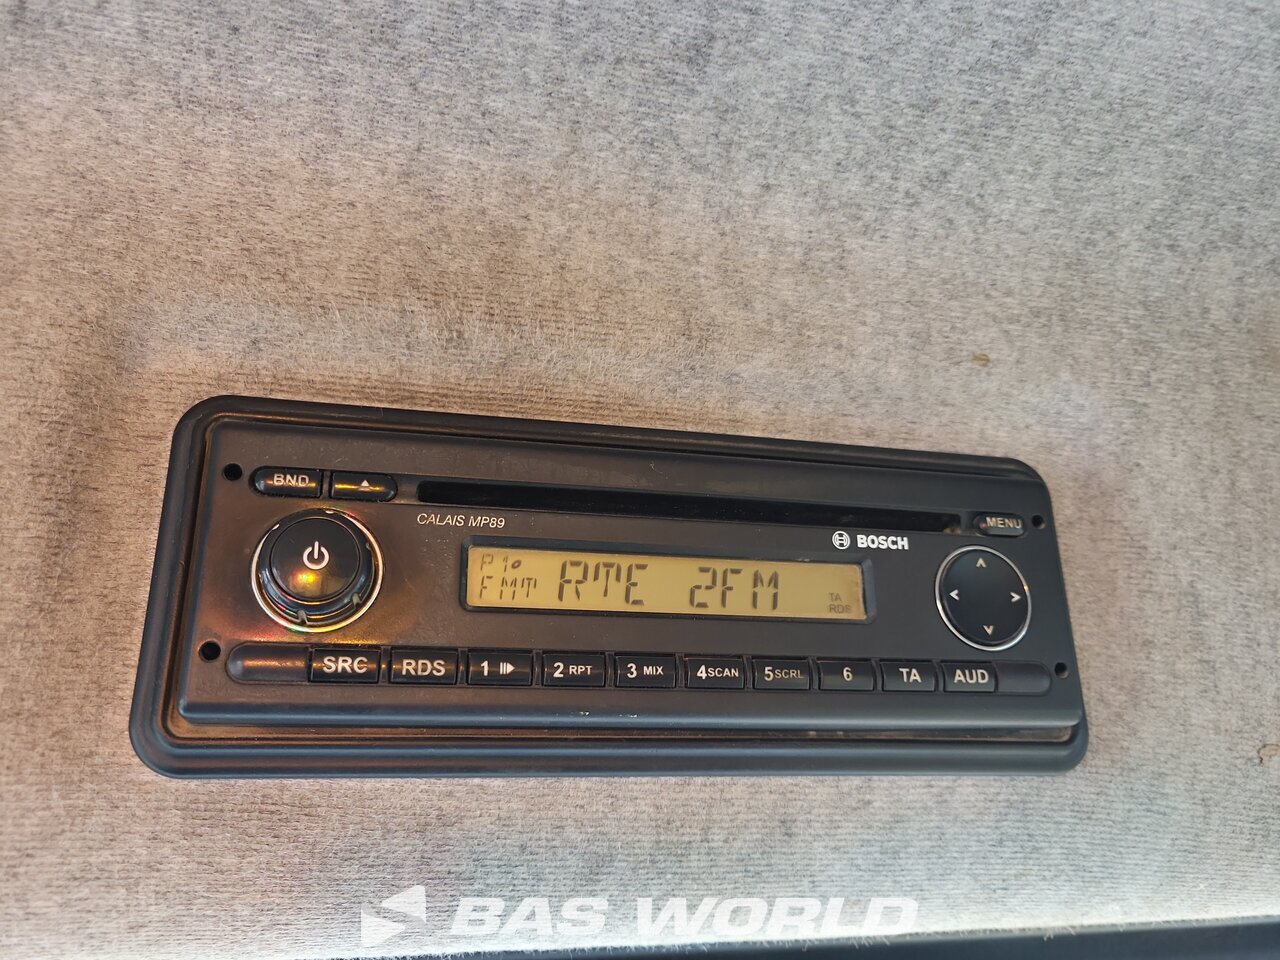 BND
MENU
CALAIS MP89
BOSCH
P1
FMT RTE 2FM
TA
RDS
SRC RDS 1 2 RPT 3 MIX 4 SCAN 5 SCRL 6 TA AUD
BAS WORLD